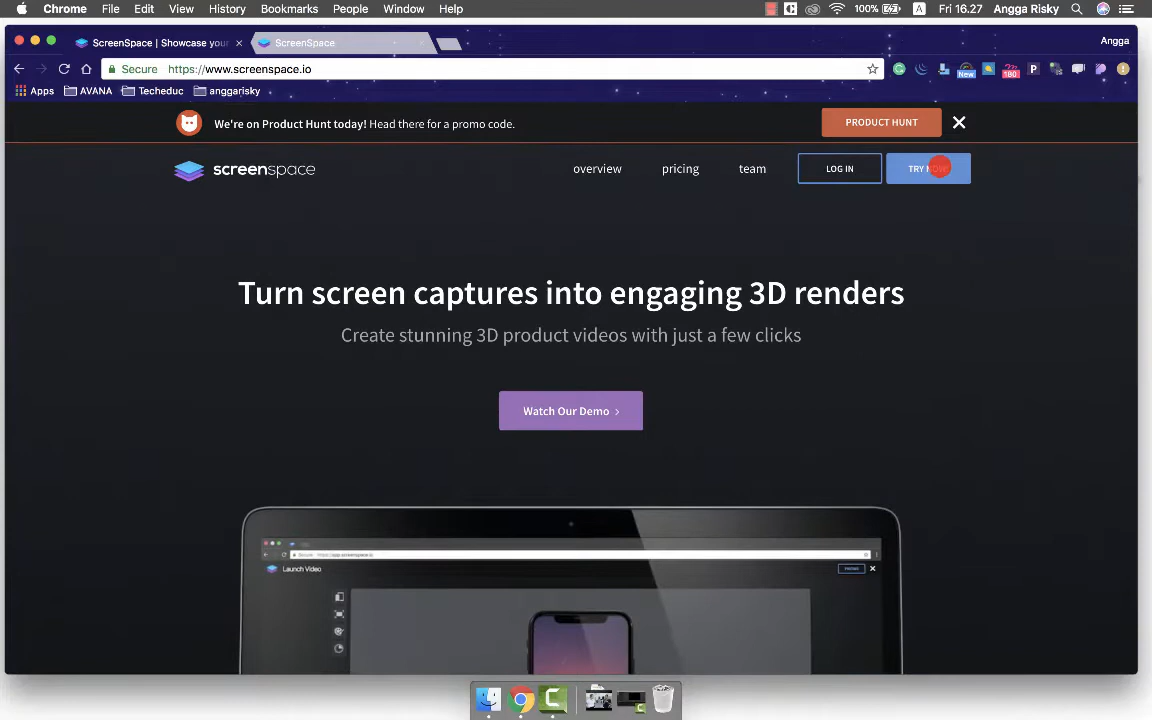 Chrome File Edit View History Bookmarks People Window Help 100% A Fri 16.27 Angga Risky
ScreenSpace | Showcase your × ScreenSpace Angga
Secure https://www.screenspace.io
New 180 P
Apps AVANA Techeduc anggarisky
We're on Product Hunt today! Head there for a promo code. PRODUCT HUNT
screenspace overview pricing team LOG IN TRY
Turn screen captures into engaging 3D renders
Create stunning 3D product videos with just a few clicks
Watch Our Demo ›
Launch Video